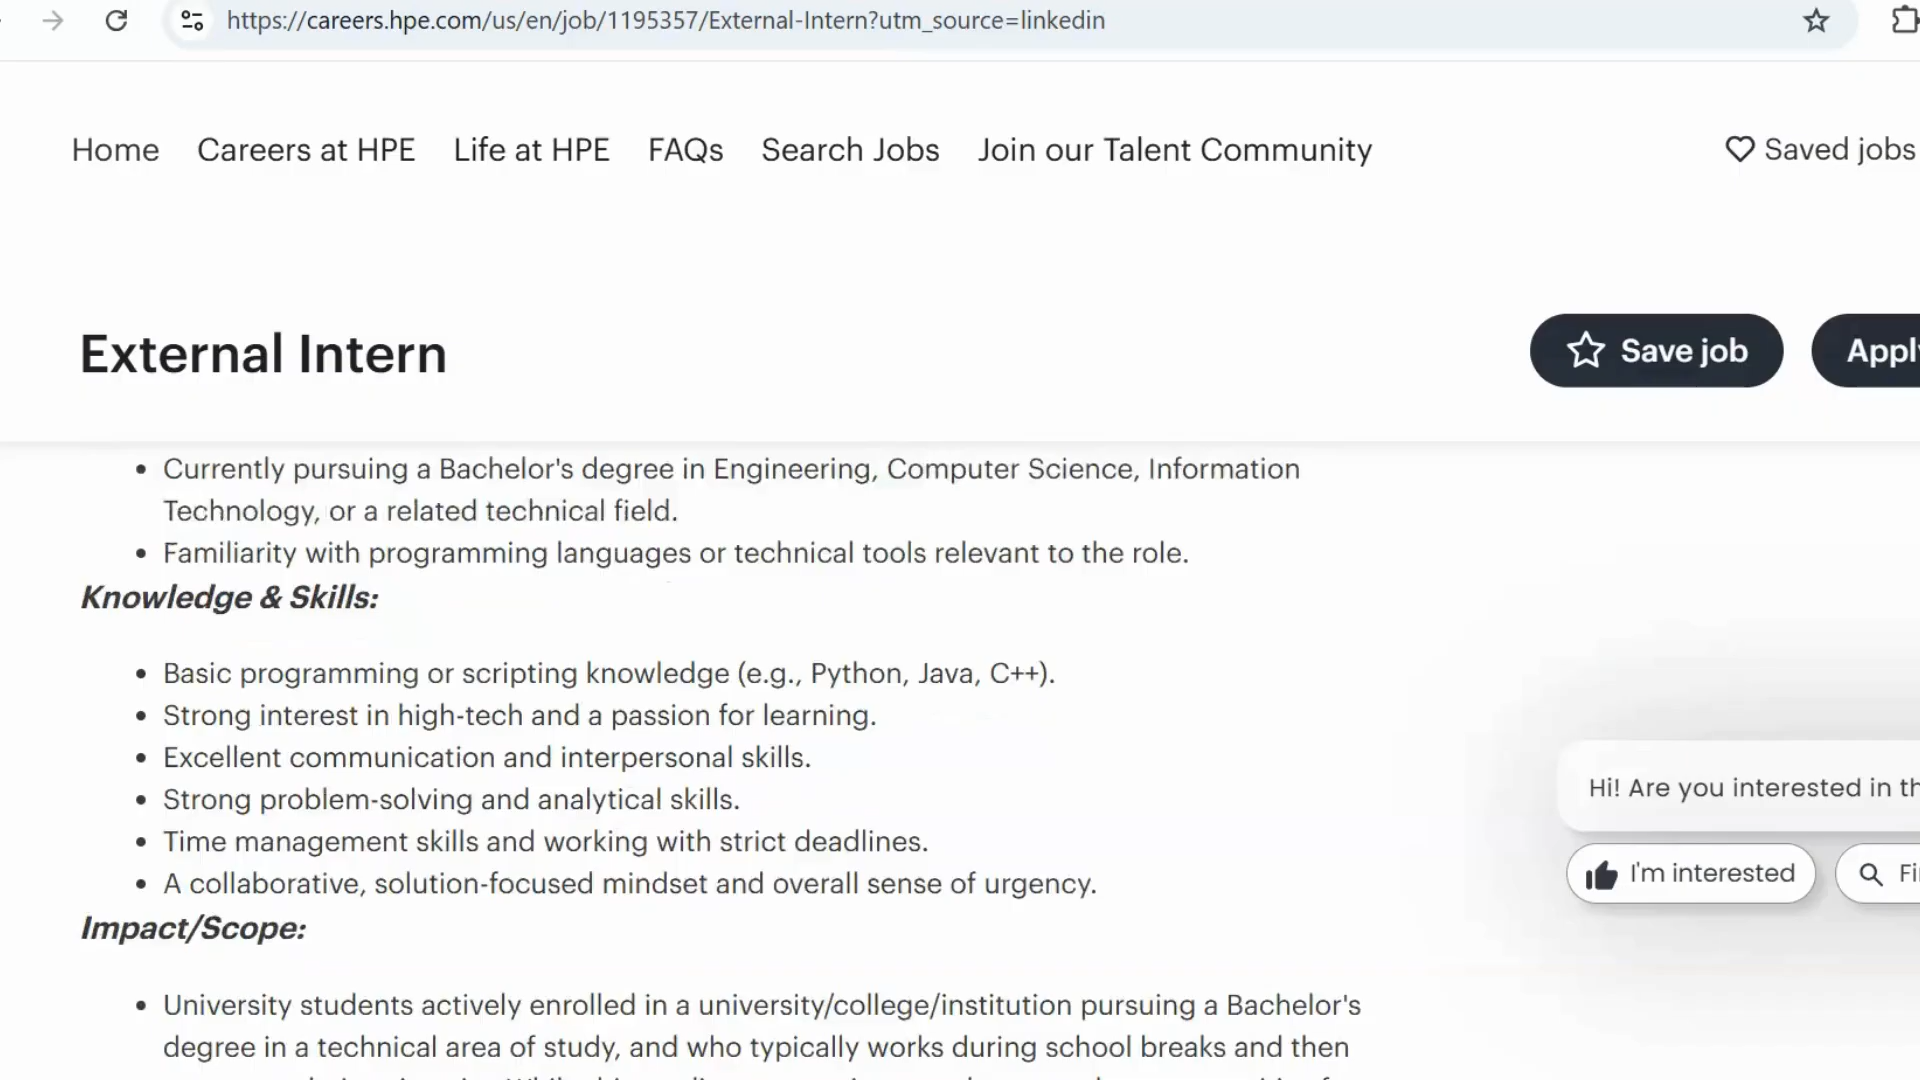 https://careers.hpe.com/us/en/job/1195357/External-Intern?utm_source=linkedin
Home Careers at HPE Life at HPE FAQs Search Jobs Join our Talent Community Saved jobs
External Intern Save job
• Currently pursuing a Bachelor's degree in Engineering, Computer Science, Information
Technology, or a related technical field.
• Familiarity with programming languages or technical tools relevant to the role.
Knowledge & Skills:
• Basic programming or scripting knowledge (e.g., Python, Java, C++).
• Strong interest in high-tech and a passion for learning.
• Excellent communication and interpersonal skills.
• Strong problem-solving and analytical skills.
• Time management skills and working with strict deadlines.
• A collaborative, solution-focused mindset and overall sense of urgency.
Hi! Are you interested in
I'm interested
Impact/Scope:
• University students actively enrolled in a university/college/institution pursuing a Bachelor's
degree in a technical area of study, and who typically works during school breaks and then